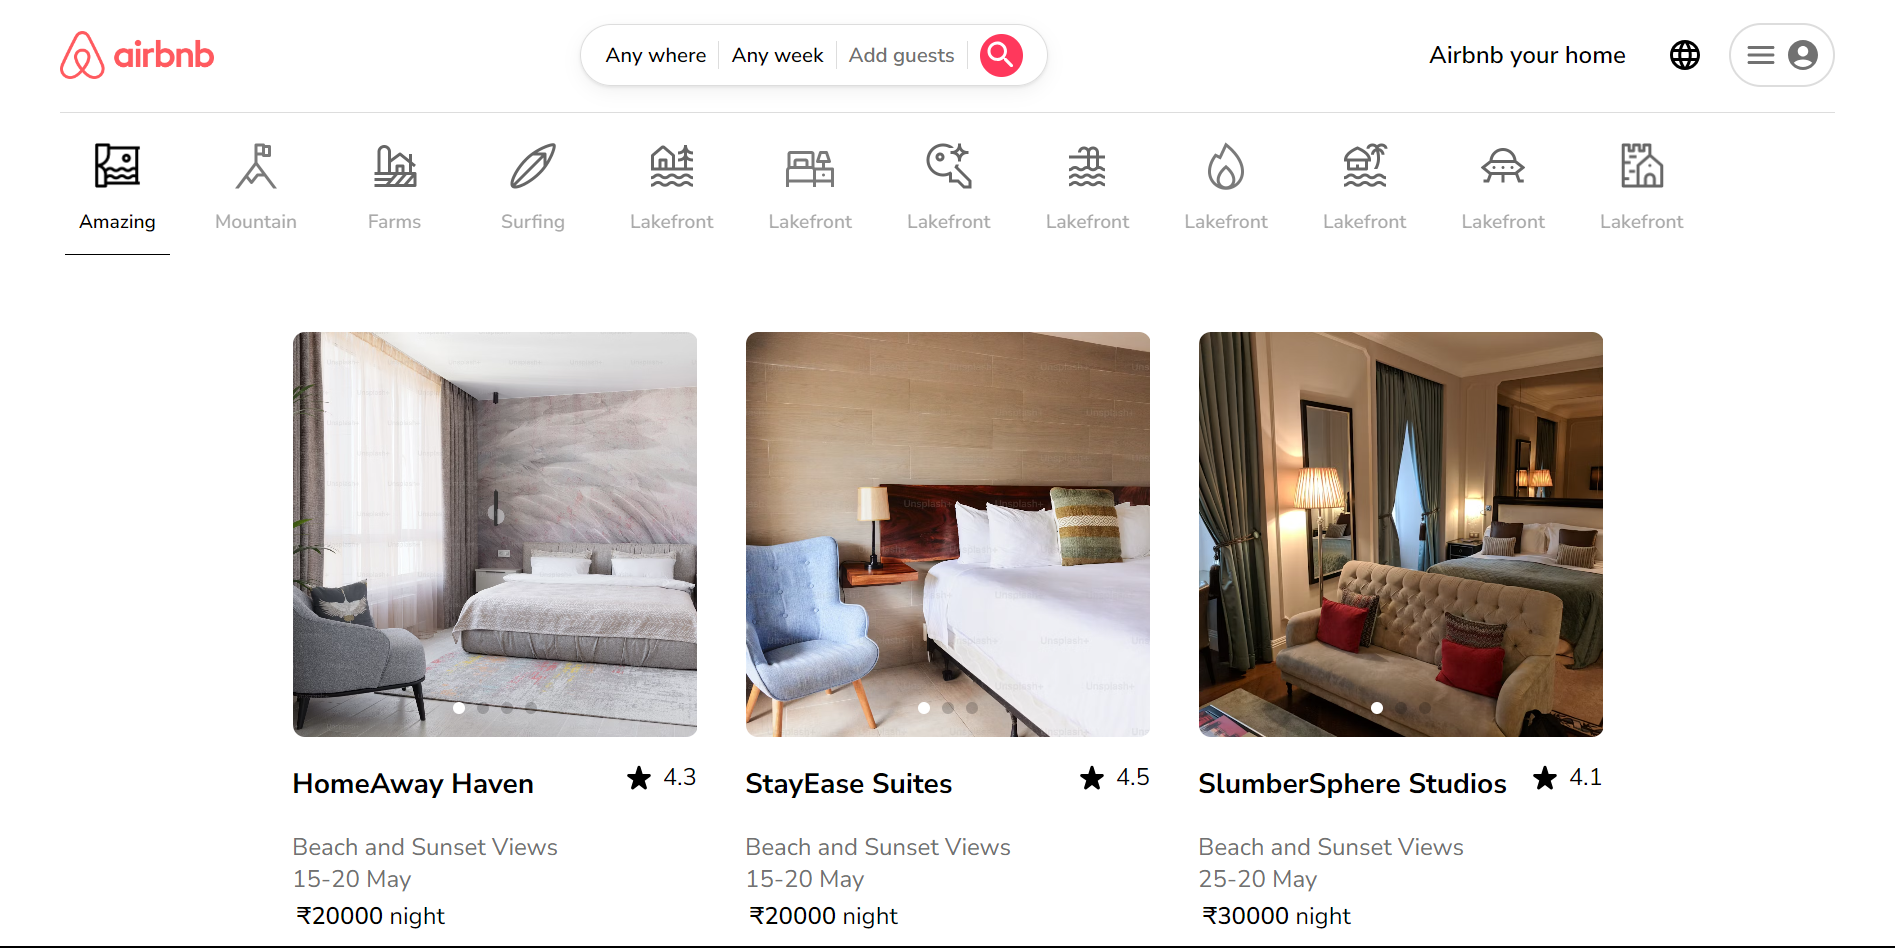 airbnb
Any where Any week Add guests
Airbnb your home
Amazing Mountain Farms Surfing Lakefront Lakefront Lakefront Lakefront Lakefront Lakefront Lakefront Lakefront
Unsplash+ Unsplash+ Unsplash+
HomeAway Haven ★ 4.3
Beach and Sunset Views
15-20 May
₹20000 night
StayEase Suites ★ 4.5
Beach and Sunset Views
15-20 May
₹20000 night
SlumberSphere Studios ★ 4.1
Beach and Sunset Views
25-20 May
₹30000 night